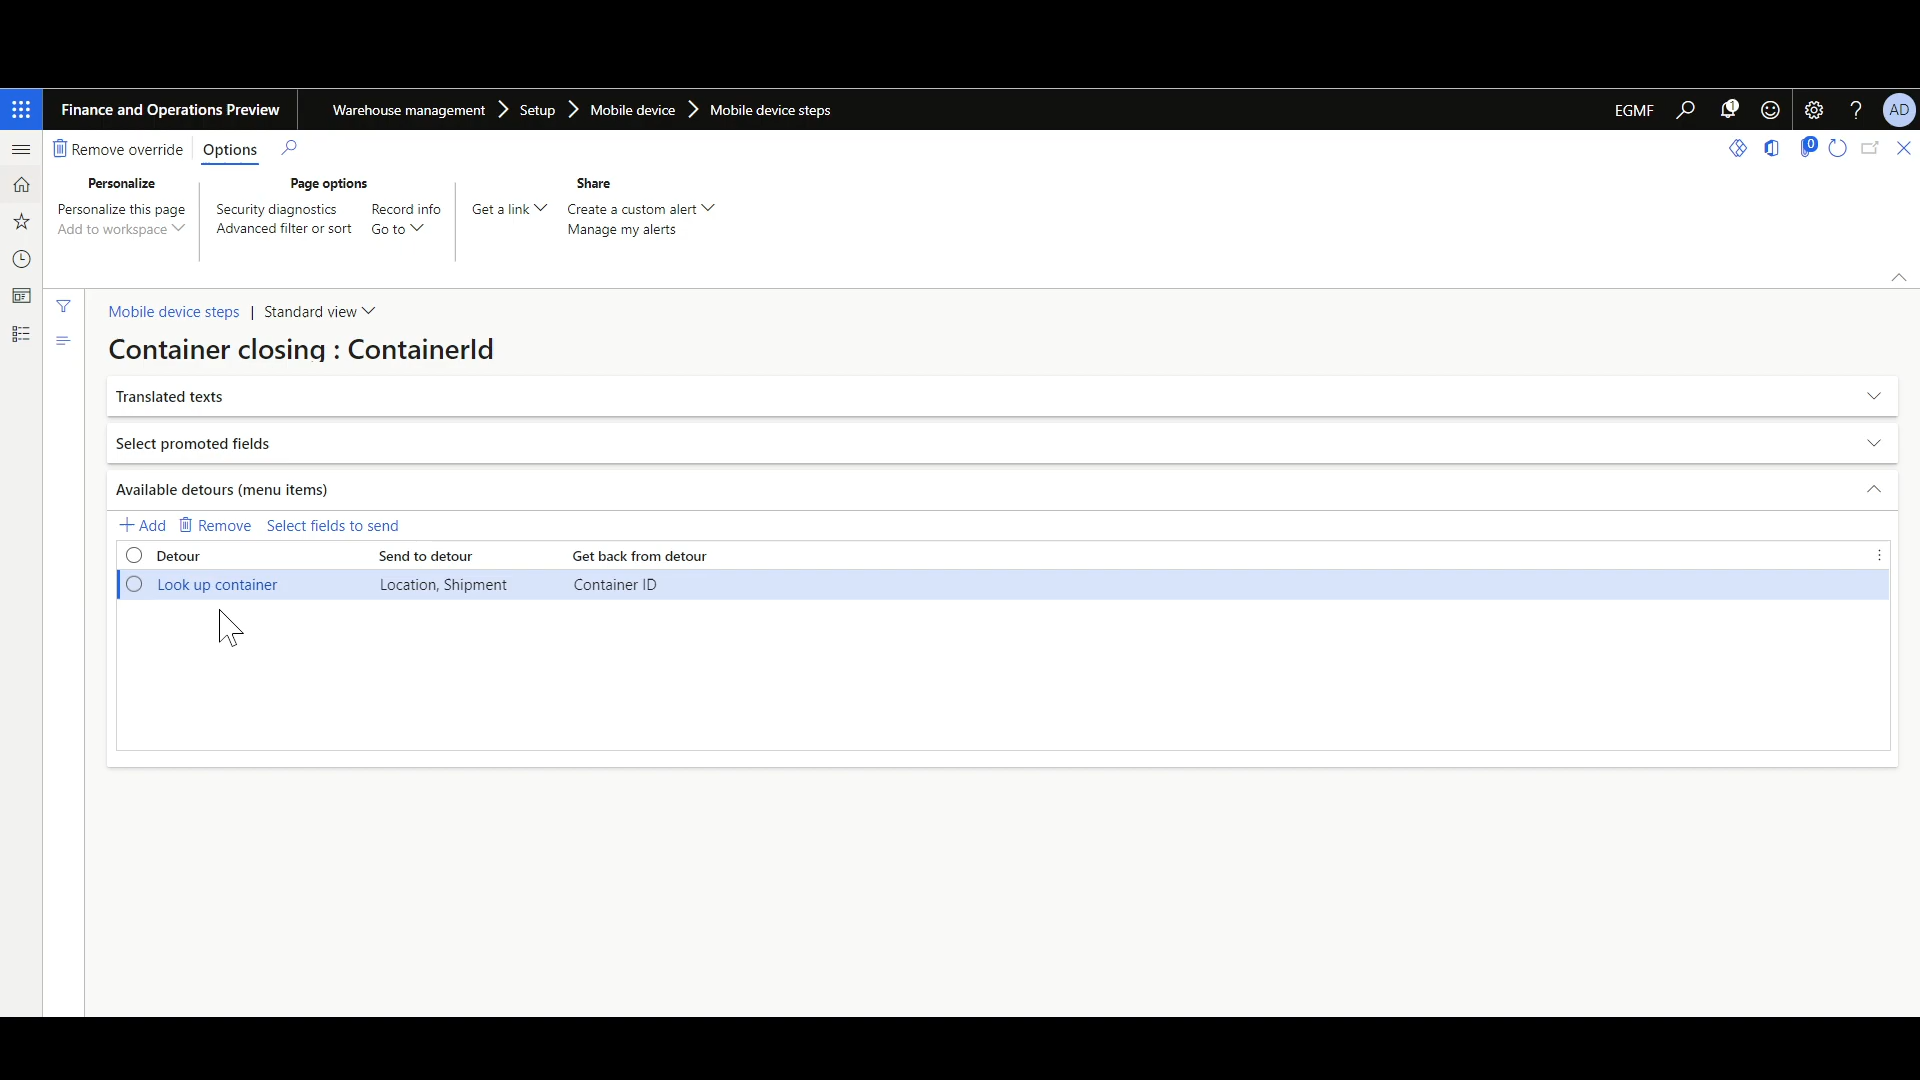 Finance and Operations Preview
Warehouse management > Setup > Mobile device > Mobile device steps
EGMF
1
AD
Remove override
Options
0
Personalize
Page options
Share
Personalize this page
Security diagnostics
Record info
Get a link
Create a custom alert
Add to workspace
Advanced filter or sort
Go to
Manage my alerts
Mobile device steps | Standard view
Container closing : ContainerId
Translated texts
Select promoted fields
Available detours (menu items)
+ Add
Remove
Select fields to send
Detour
Send to detour
Get back from detour
Look up container
Location, Shipment
Container ID